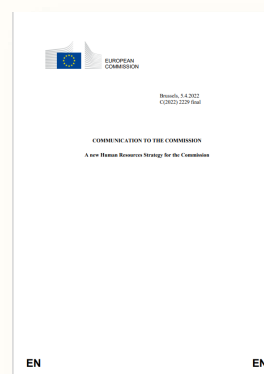 EUROPEAN
COMMISSION
Brussels, 5.4.2022
C(2022) 2229 final
COMMUNICATION TO THE COMMISSION
A new Human Resources Strategy for the Commission
EN
EN